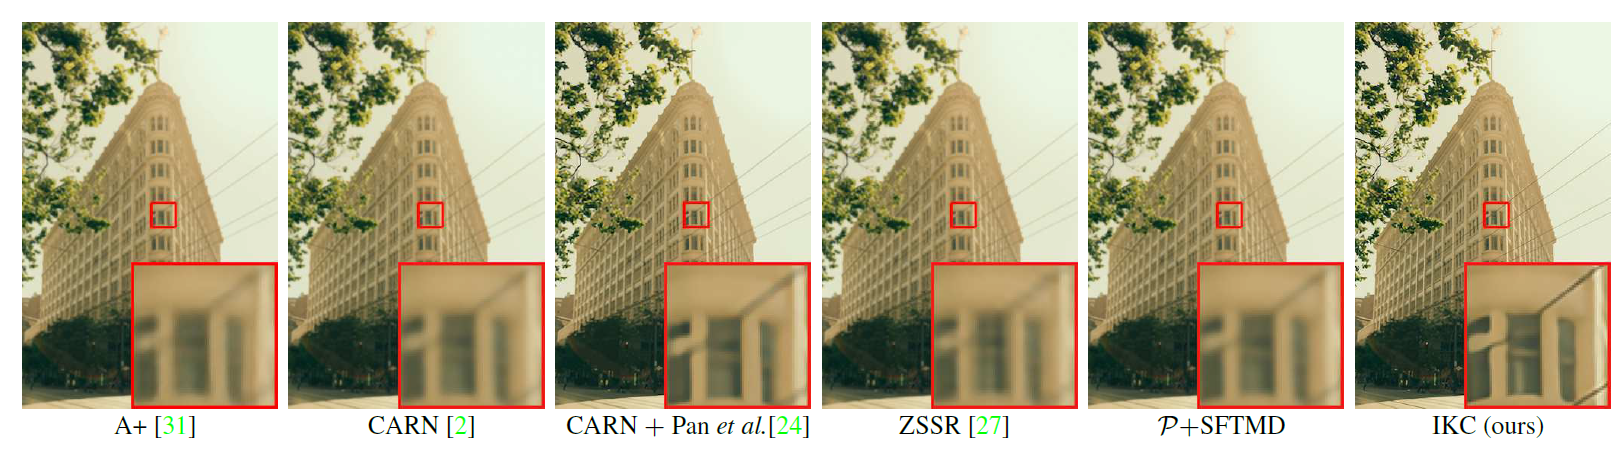 A+ [31] CARN [2] CARN + Pan et al.[24] ZSSR [27] 𝒫+SFTMD IKC (ours)